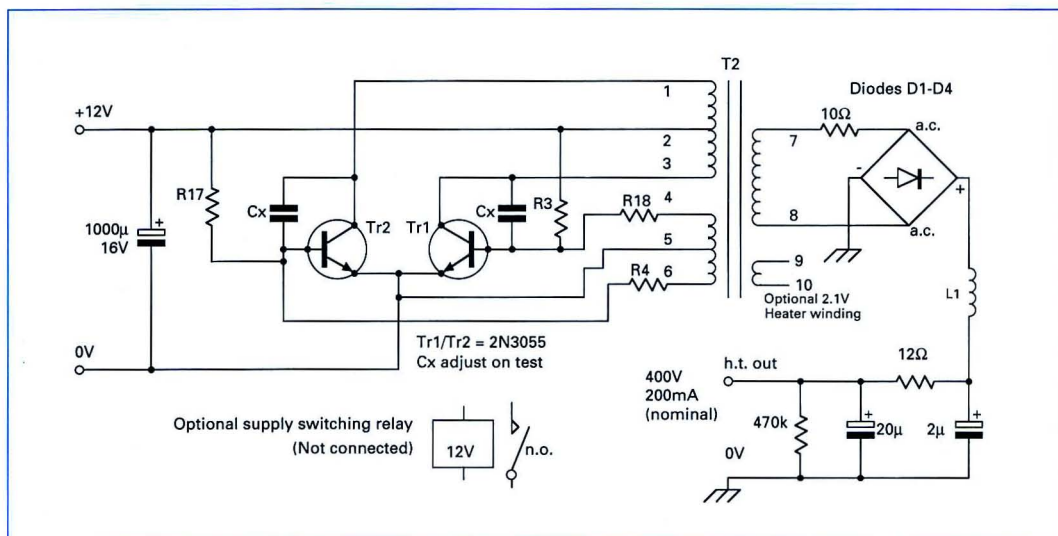 T2
1
Diodes D1-D4
10Ω
a.c.
+12V
7
2
3
-
+
R17
Cx
Tr2
Tr1
Cx
R3
R18
4
1000µ
16V
+
8
a.c.
5
R4
6
9
10
Optional 2.1V
Heater winding
L1
Tr1/Tr2 = 2N3055
Cx adjust on test
0V
400V
200mA
(nominal)
h.t. out
12Ω
Optional supply switching relay
(Not connected)
12V
n.o.
470k
+
20µ
+
2µ
0V